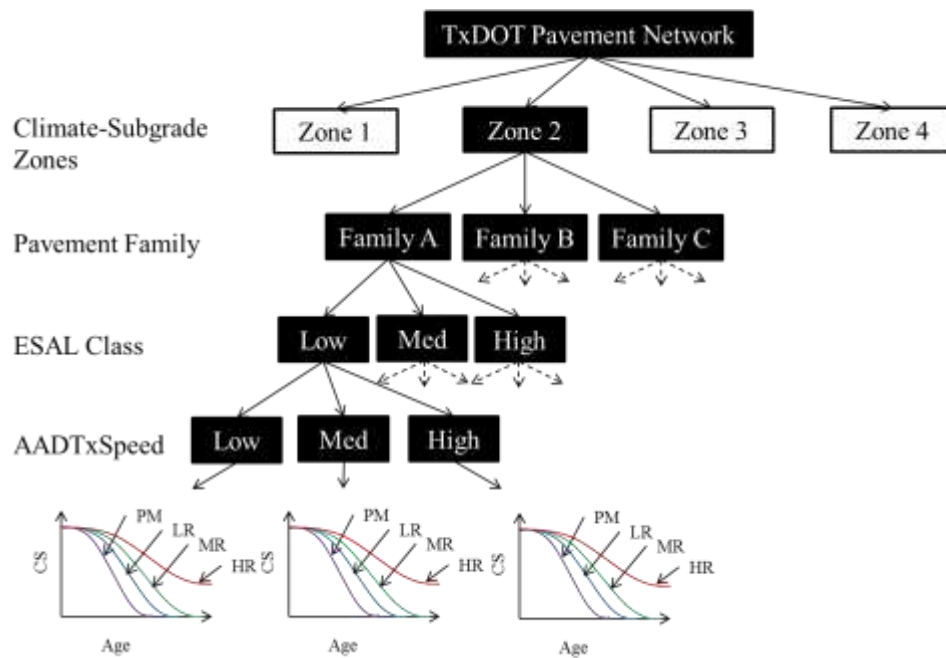 TxDOT Pavement Network
Climate-Subgrade
Zones
Zone 1
Zone 2
Zone 3
Zone 4
Pavement Family
Family A
Family B
Family C
ESAL Class
Low
Med
High
AADTxSpeed
Low
Med
High
CS
PM
LR
MR
HR
Age
CS
PM
LR
MR
HR
Age
CS
PM
LR
MR
HR
Age